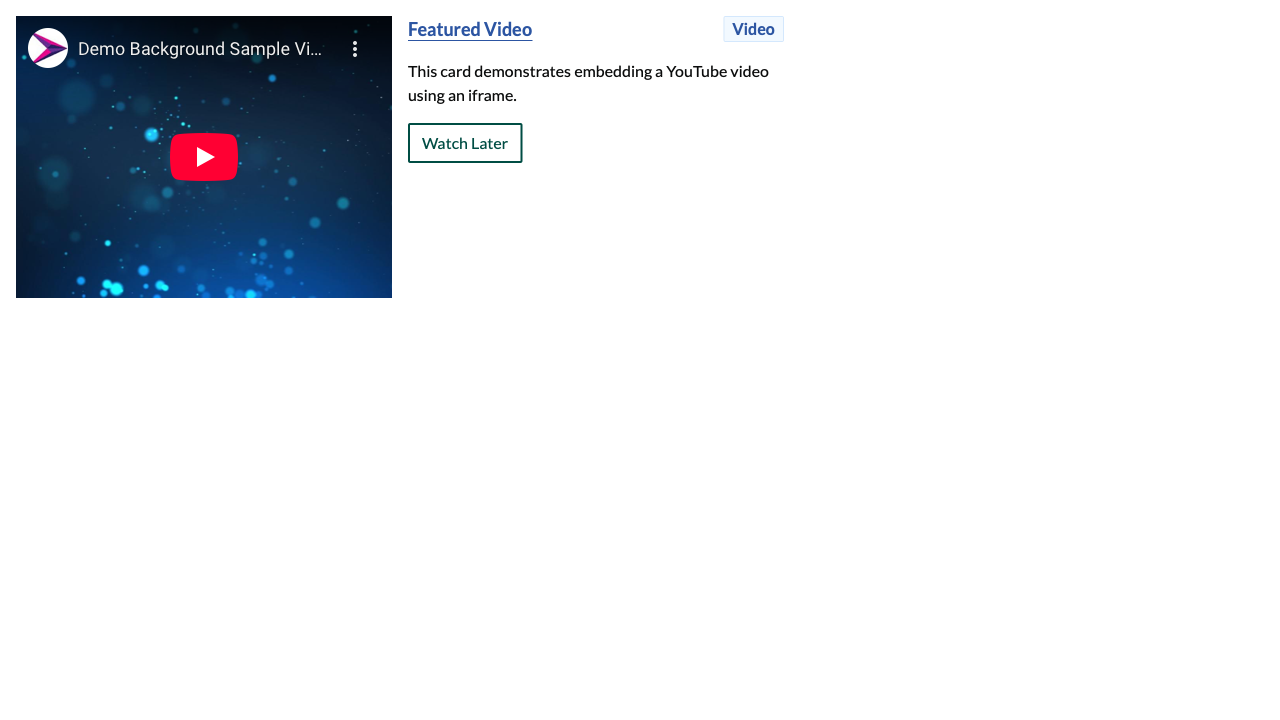 Demo Background Sample Vi...
Featured Video
Video
This card demonstrates embedding a YouTube video
using an iframe.
Watch Later